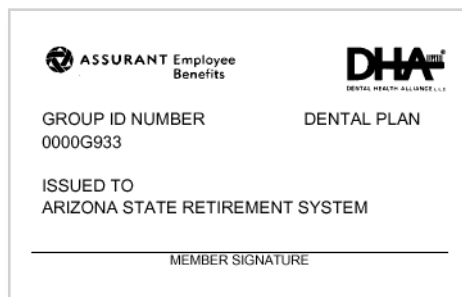 ASSURANT Employee
Benefits
DHA
DENTAL HEALTH ALLIANCE L.L.C.
GROUP ID NUMBER DENTAL PLAN
0000G933
ISSUED TO
ARIZONA STATE RETIREMENT SYSTEM
MEMBER SIGNATURE